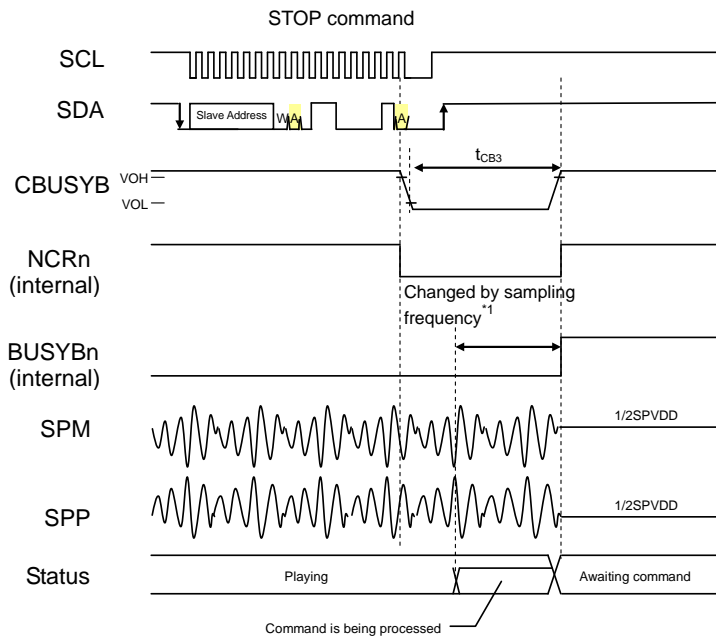 STOP command
SCL
SDA
Slave Address
W
A
A
tCB3
CBUSYB
VOH
VOL
NCRn
(internal)
Changed by sampling
frequency*1
BUSYBn
(internal)
SPM
1/2SPVDD
SPP
1/2SPVDD
Status
Playing
Awaiting command
Command is being processed